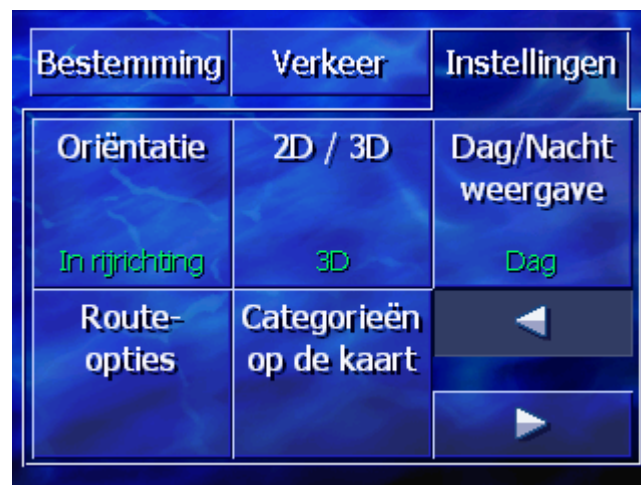 Bestemming Verkeer Instellingen
Oriëntatie 2D / 3D Dag/Nacht
weergave
In rijrichting 3D Dag
Route- Categorieën
opties op de kaart